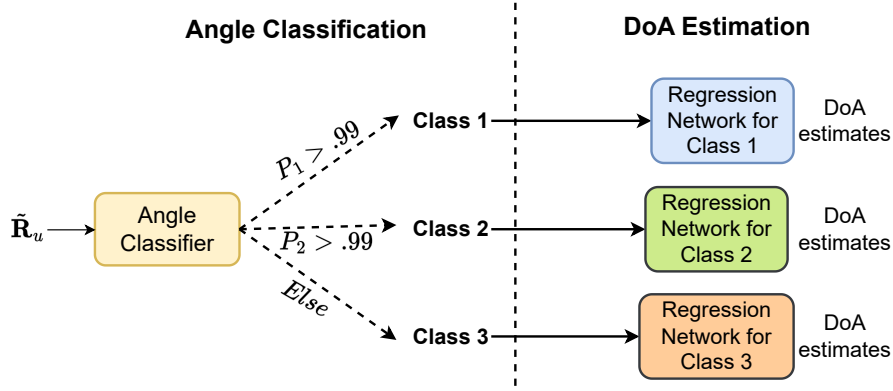 Angle Classification
DoA Estimation
$\tilde{\mathbf{R}}_u$
Angle
Classifier
$P_1 > .99$
$P_2 > .99$
$Else$
Class 1
Regression
Network for
Class 1
DoA
estimates
Class 2
Regression
Network for
Class 2
DoA
estimates
Class 3
Regression
Network for
Class 3
DoA
estimates